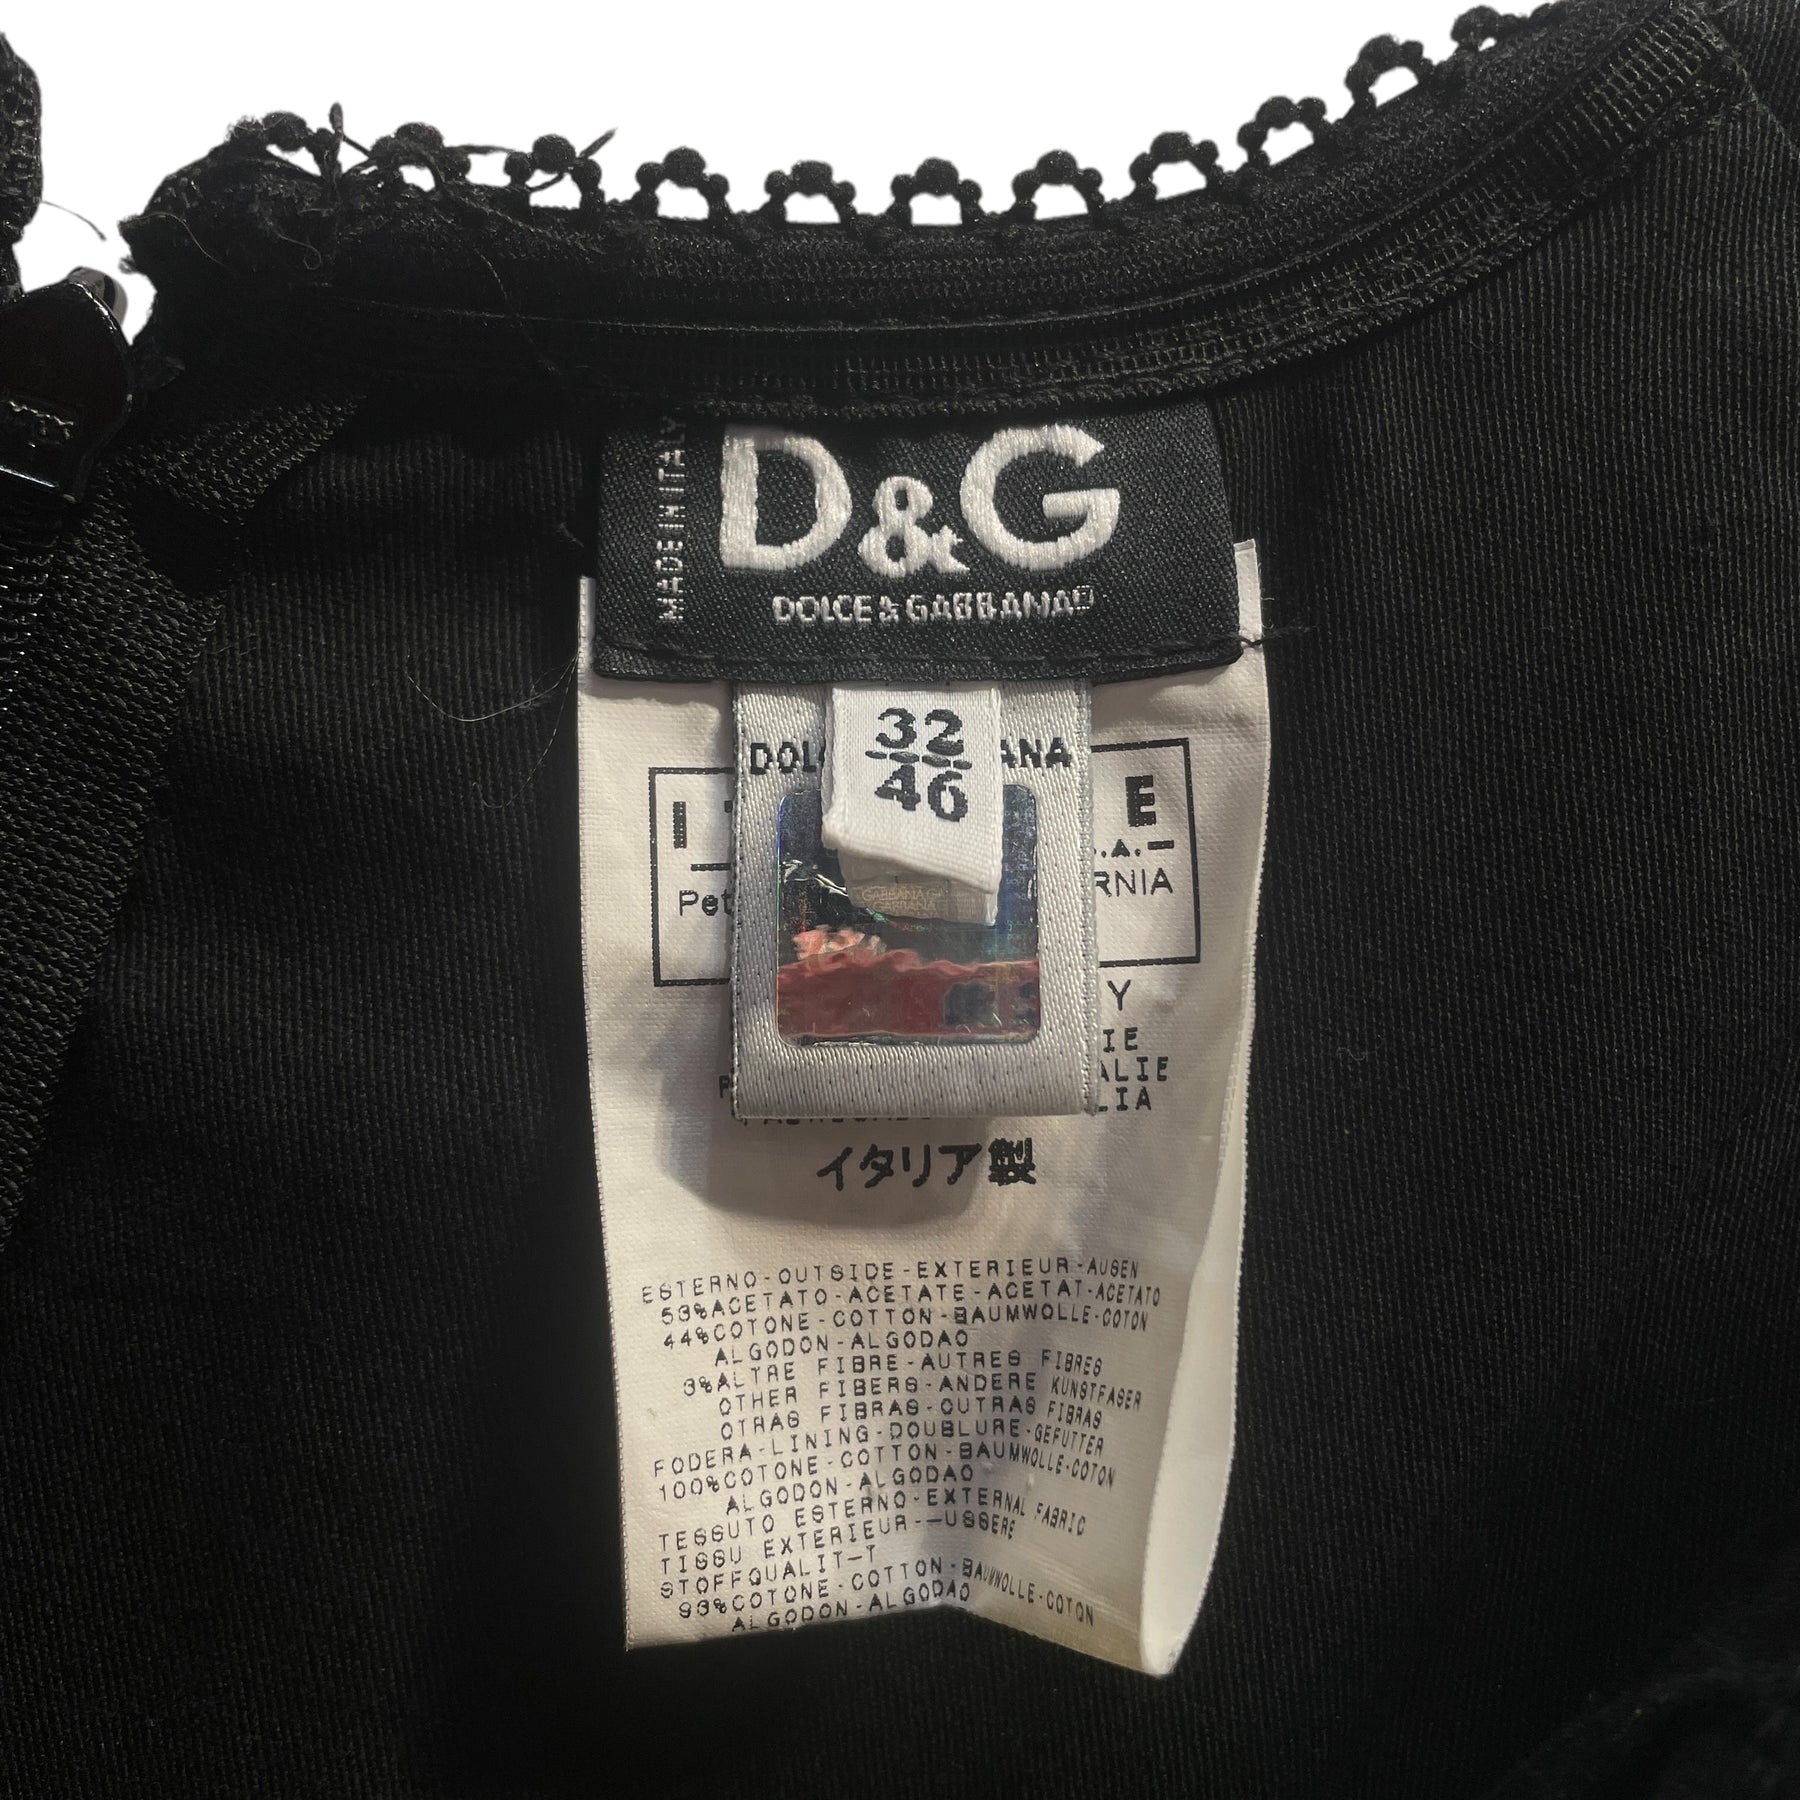 MADE IN ITALY
D&G
DOLCE & GABBANA
32
46
ANA
E
.A.
Pet
RNIA
Y
IE
ALIE
LIA
イタリア製
ESTERNO-OUTSIDE-EXTERIEUR-AUSEN
53%ACETATO-ACETATE-ACETAT-ACETATO
44%COTONE-COTTON-BAUMWOLLE-COTON
ALGODON-ALGODAO
3%ALTRE FIBRE-AUTRES FIBRES
OTHER FIBERS-ANDERE KUNSTFASER
OTRAS FIBRAS-OUTRAS FIBRAS
FODERA-LINING-DOUBLURE-GEFUTTER
100%COTONE-COTTON-BAUMWOLLE-COTON
ALGODON-ALGODAO
TESSUTO ESTERNO-EXTERNAL FABRIC
TISSU EXTERIEUR-—USSERE
STOFFQUALIT—T
93%COTONE-COTTON-BAUMWOLLE-COTON
ALGODON-ALGODAO